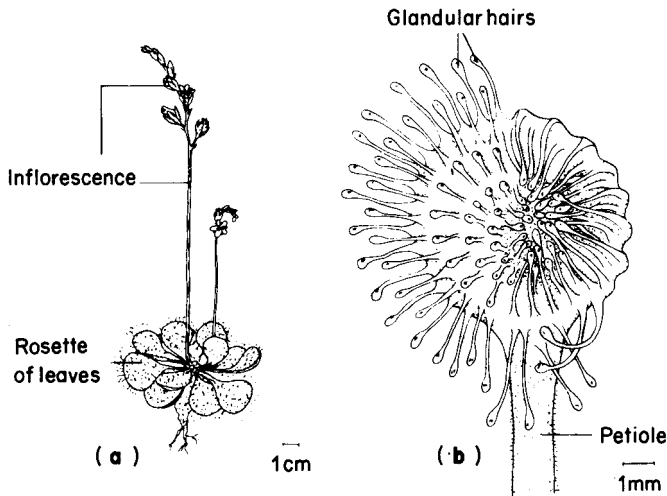 Glandular hairs
Inflorescence
Rosette
of leaves
(a)
1cm
Petiole
(b)
1mm